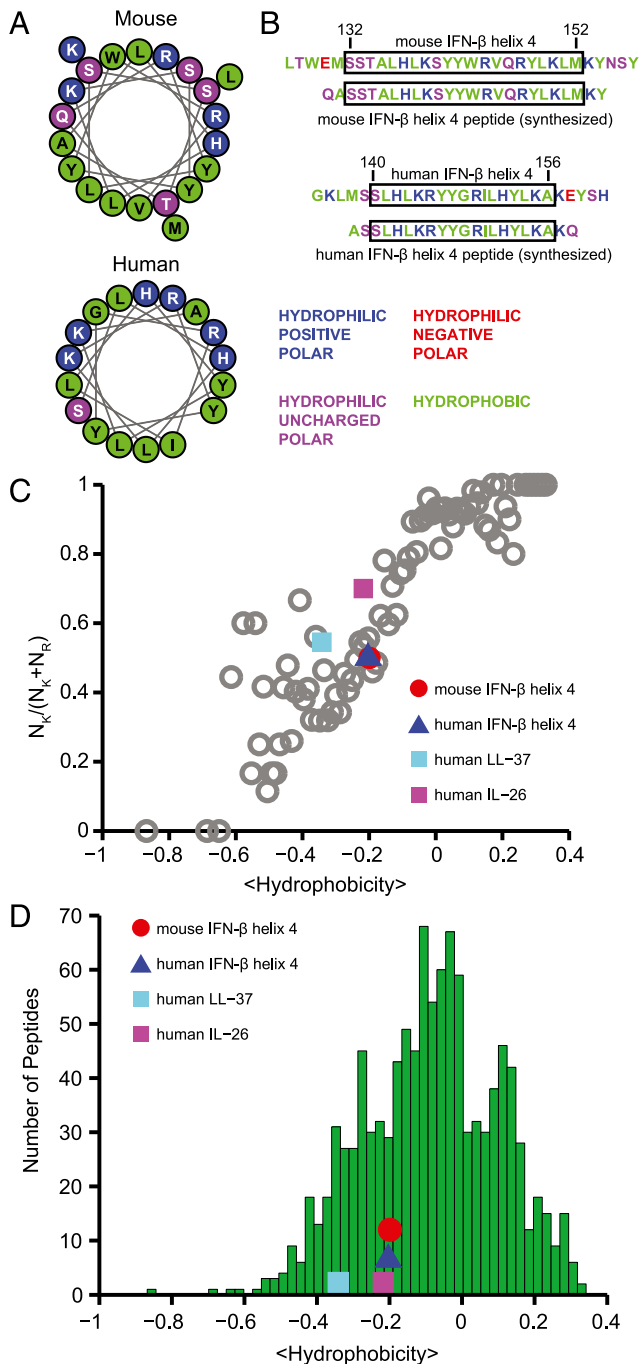 A
Mouse
K S W L R S L
K S
Q R
A H
Y Y
L L V T Y
M
Human
G L H R A
K R
K H
L Y
S Y
Y L L I
B
132 152
mouse IFN-β helix 4
LTWEMSSTALHLKSYYWRVQRYLKLMKYNSY
QASSTALHLKSYYWRVQRYLKLMKY
mouse IFN-β helix 4 peptide (synthesized)
140 156
human IFN-β helix 4
GKLMSSLHLKRYYGRILHYLKAKEYSH
ASSLHLKRYYGRILHYLKAKQ
human IFN-β helix 4 peptide (synthesized)
HYDROPHILIC
POSITIVE
POLAR
HYDROPHILIC
NEGATIVE
POLAR
HYDROPHILIC
UNCHARGED
POLAR
HYDROPHOBIC
C
N_K/(N_K+N_R)
1
0.8
0.6
0.4
0.2
0
mouse IFN-β helix 4
human IFN-β helix 4
human LL−37
human IL−26
−1 −0.8 −0.6 −0.4 −0.2 0 0.2 0.4
<Hydrophobicity>
D
Number of Peptides
70
60
50
40
30
20
10
0
mouse IFN-β helix 4
human IFN-β helix 4
human LL−37
human IL−26
−1 −0.8 −0.6 −0.4 −0.2 0 0.2 0.4
<Hydrophobicity>